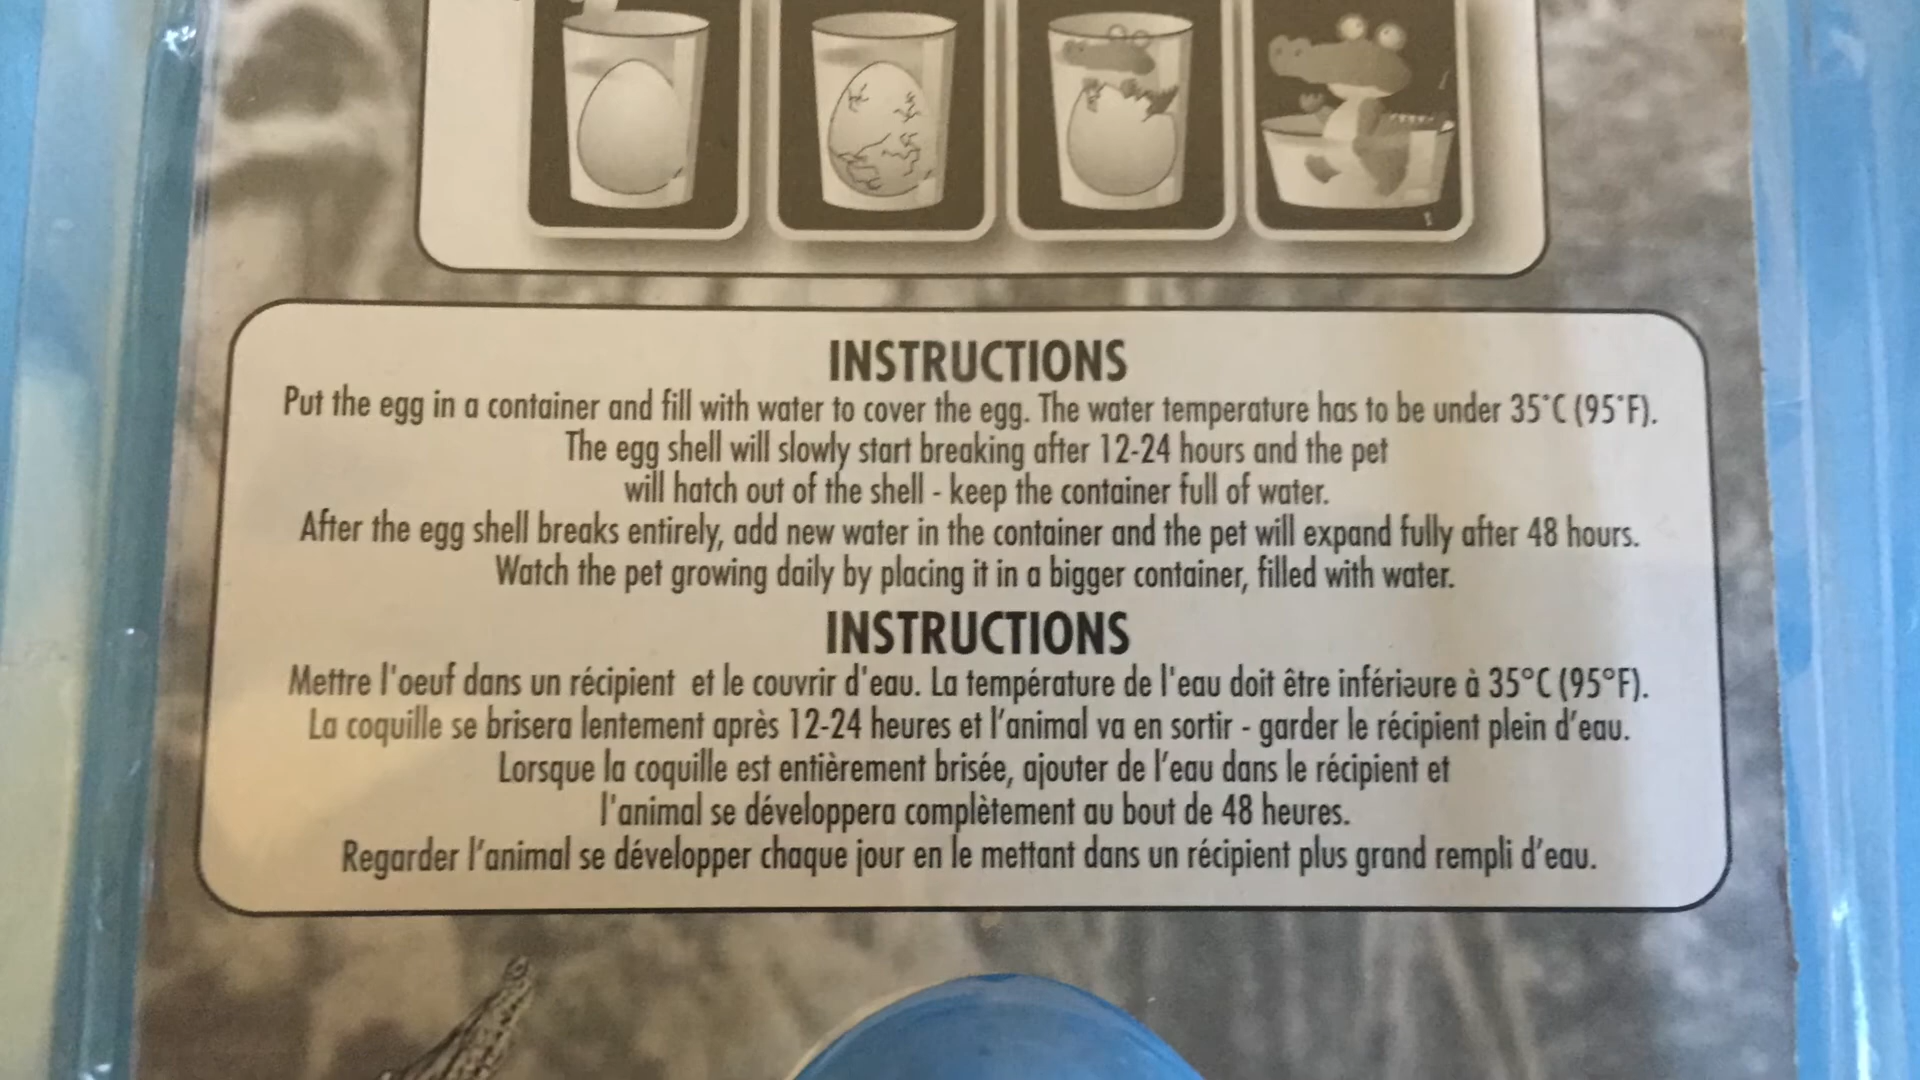 INSTRUCTIONS
Put the egg in a container and fill with water to cover the egg. The water temperature has to be under 35°C (95°F).
The egg shell will slowly start breaking after 12-24 hours and the pet
will hatch out of the shell - keep the container full of water.
After the egg shell breaks entirely, add new water in the container and the pet will expand fully after 48 hours.
Watch the pet growing daily by placing it in a bigger container, filled with water.
INSTRUCTIONS
Mettre l'oeuf dans un récipient et le couvrir d'eau. La température de l'eau doit être inférieure à 35°C (95°F).
La coquille se brisera lentement après 12-24 heures et l'animal va en sortir - garder le récipient plein d'eau.
Lorsque la coquille est entièrement brisée, ajouter de l'eau dans le récipient et
l'animal se développera complètement au bout de 48 heures.
Regarder l'animal se développer chaque jour en le mettant dans un récipient plus grand rempli d'eau.